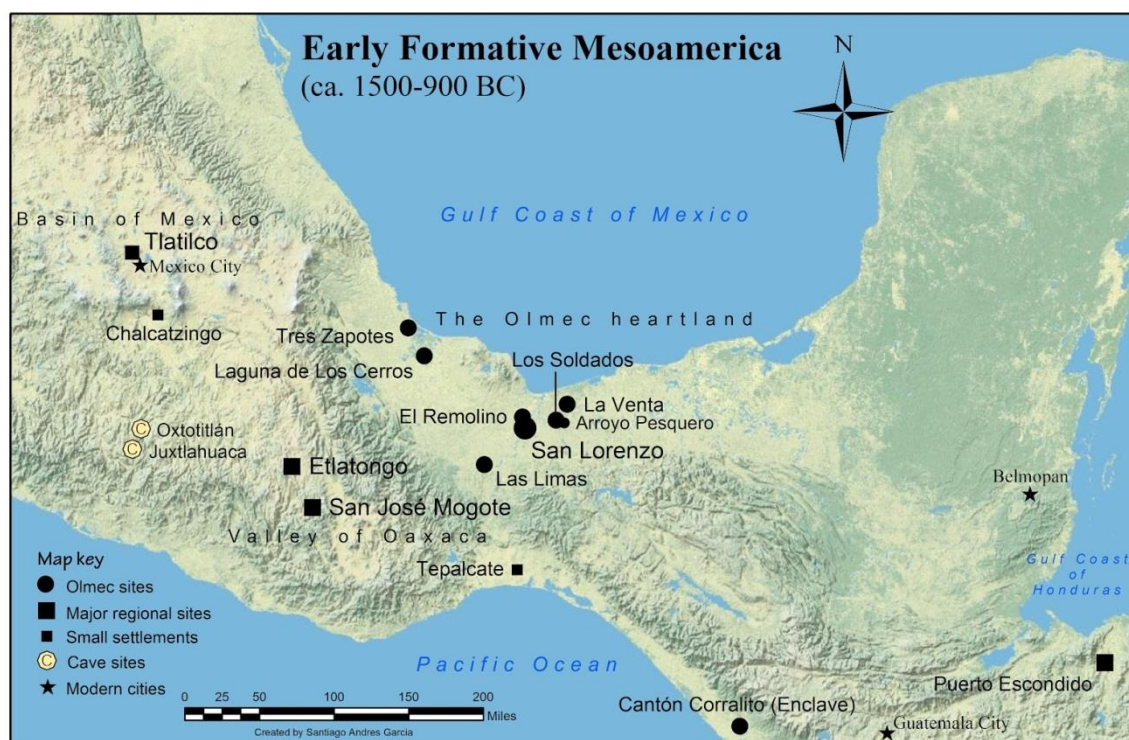 Early Formative Mesoamerica
(ca. 1500-900 BC)
N
Gulf Coast of Mexico
Basin of Mexico
Tlatilco
Mexico City
Chalcatzingo
The Olmec heartland
Tres Zapotes
Los Soldados
Laguna de Los Cerros
La Venta
El Remolino
Arroyo Pesquero
C Oxtotitlán
San Lorenzo
C Juxtlahuaca
Etlatongo
Las Limas
Belmopan
San José Mogote
Valley of Oaxaca
Gulf Coast
of
Honduras
Tepalcate
Map key
Olmec sites
Major regional sites
Small settlements
C Cave sites
Modern cities
Pacific Ocean
Puerto Escondido
0 25 50 100 150 200
Miles
Created by Santiago Andres Garcia
Cantón Corralito (Enclave)
Guatemala City